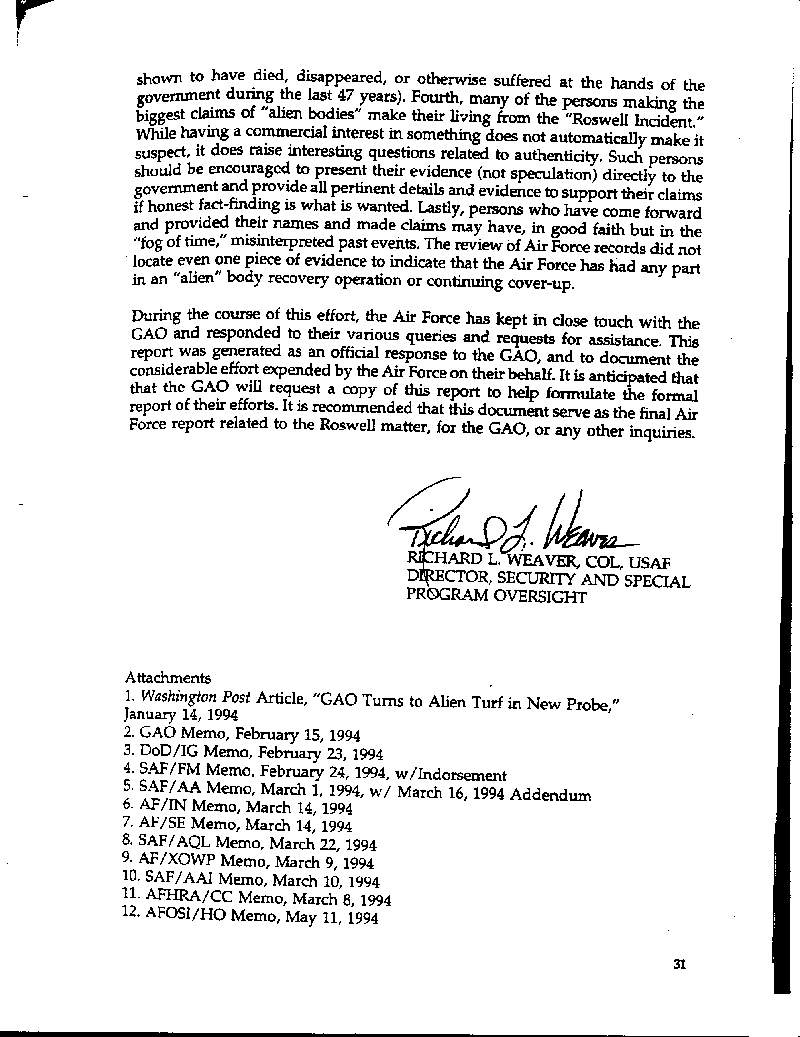 shown to have died, disappeared, or otherwise suffered at the hands of the
government during the last 47 years). Fourth, many of the persons making the
biggest claims of "alien bodies" make their living from the "Roswell Incident."
While having a commercial interest in something does not automatically make it
suspect, it does raise interesting questions related to authenticity. Such persons
should be encouraged to present their evidence (not speculation) directly to the
government and provide all pertinent details and evidence to support their claims
if honest fact-finding is what is wanted. Lastly, persons who have come forward
and provided their names and made claims may have, in good faith but in the
"fog of time," misinterpreted past events. The review of Air Force records did not
locate even one piece of evidence to indicate that the Air Force has had any part
in an "alien" body recovery operation or continuing cover-up.
During the course of this effort, the Air Force has kept in close touch with the
GAO and responded to their various queries and requests for assistance. This
report was generated as an official response to the GAO, and to document the
considerable effort expended by the Air Force on their behalf. It is anticipated that
that the GAO will request a copy of this report to help formulate the formal
report of their efforts. It is recommended that this document serve as the final Air
Force report related to the Roswell matter, for the GAO, or any other inquiries.
Richard L. Weaver
RICHARD L. WEAVER, COL, USAF
DIRECTOR, SECURITY AND SPECIAL
PROGRAM OVERSIGHT
Attachments
1. Washington Post Article, "GAO Turns to Alien Turf in New Probe,"
January 14, 1994
2. GAO Memo, February 15, 1994
3. DoD/IG Memo, February 23, 1994
4. SAF/FM Memo, February 24, 1994, w/Indorsement
5. SAF/AA Memo, March 1, 1994, w/ March 16, 1994 Addendum
6. AF/IN Memo, March 14, 1994
7. AF/SE Memo, March 14, 1994
8. SAF/AQL Memo, March 22, 1994
9. AF/XOWP Memo, March 9, 1994
10. SAF/AAI Memo, March 10, 1994
11. AFHRA/CC Memo, March 8, 1994
12. AFOSI/HO Memo, May 11, 1994
31